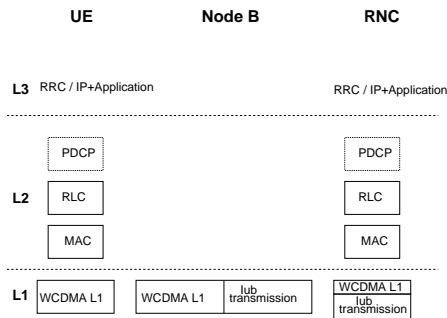 UE Node B RNC
L3 RRC / IP+Application RRC / IP+Application
PDCP PDCP
L2 RLC RLC
MAC MAC
L1 WCDMA L1 WCDMA L1 Iub transmission WCDMA L1 Iub transmission